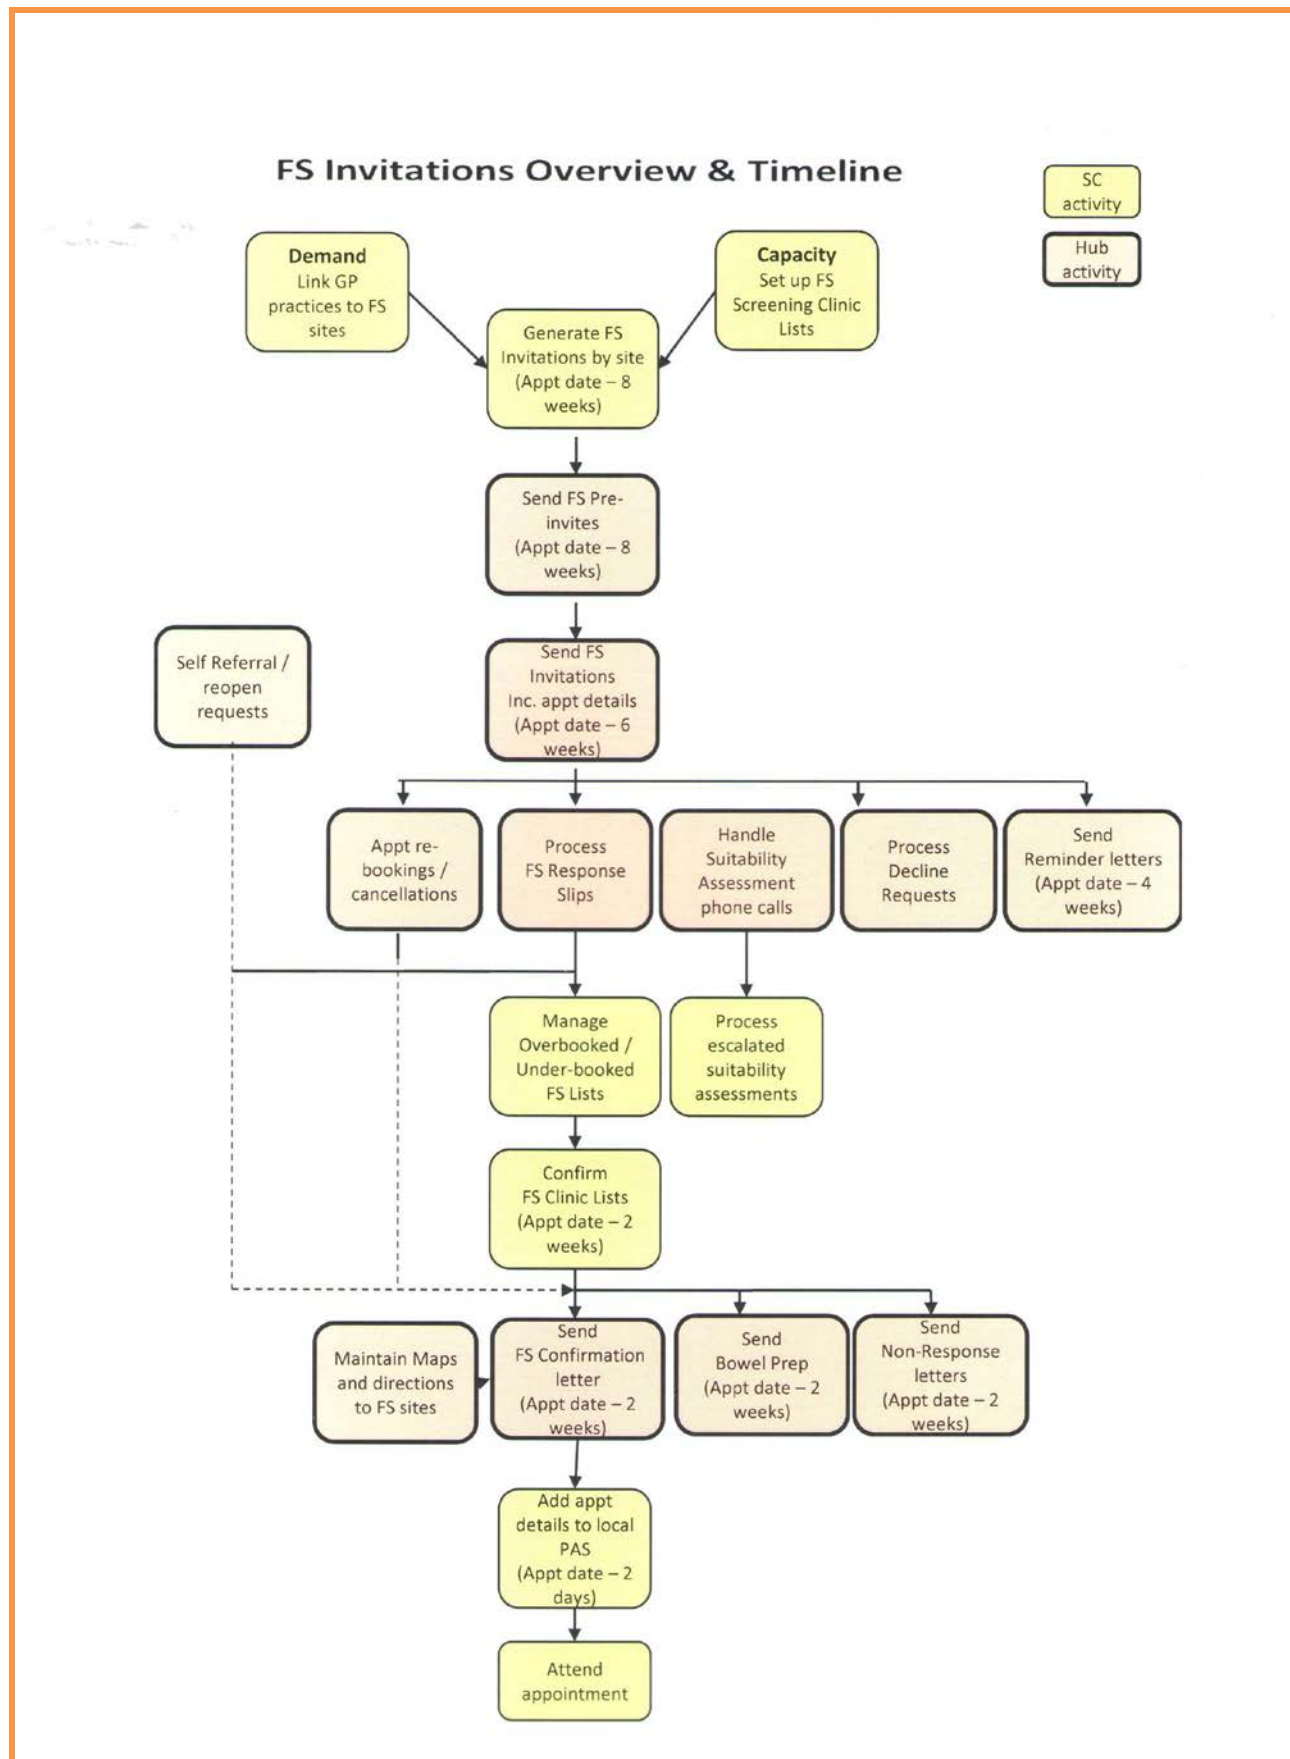 FS Invitations Overview & Timeline
SC
activity
Hub
activity
Demand
Link GP
practices to FS
sites
Capacity
Set up FS
Screening Clinic
Lists
Generate FS
Invitations by site
(Appt date – 8
weeks)
Send FS Pre-
invites
(Appt date – 8
weeks)
Self Referral /
reopen
requests
Send FS
Invitations
Inc. appt details
(Appt date – 6
weeks)
Appt re-
bookings /
cancellations
Process
FS Response
Slips
Handle
Suitability
Assessment
phone calls
Process
Decline
Requests
Send
Reminder letters
(Appt date – 4
weeks)
Manage
Overbooked /
Under-booked
FS Lists
Process
escalated
suitability
assessments
Confirm
FS Clinic Lists
(Appt date – 2
weeks)
Maintain Maps
and directions
to FS sites
Send
FS Confirmation
letter
(Appt date – 2
weeks)
Send
Bowel Prep
(Appt date – 2
weeks)
Send
Non-Response
letters
(Appt date – 2
weeks)
Add appt
details to local
PAS
(Appt date – 2
days)
Attend
appointment